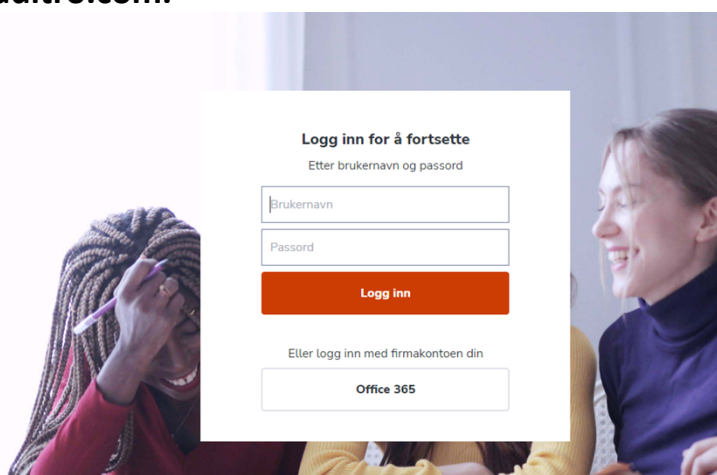 Logg inn for å fortsette
Etter brukernavn og passord
Brukernavn
Passord
Logg inn
Eller logg inn med firmakontoen din
Office 365